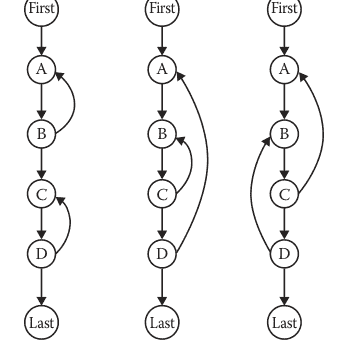 First First First
A A A
B B B
C C C
D D D
Last Last Last